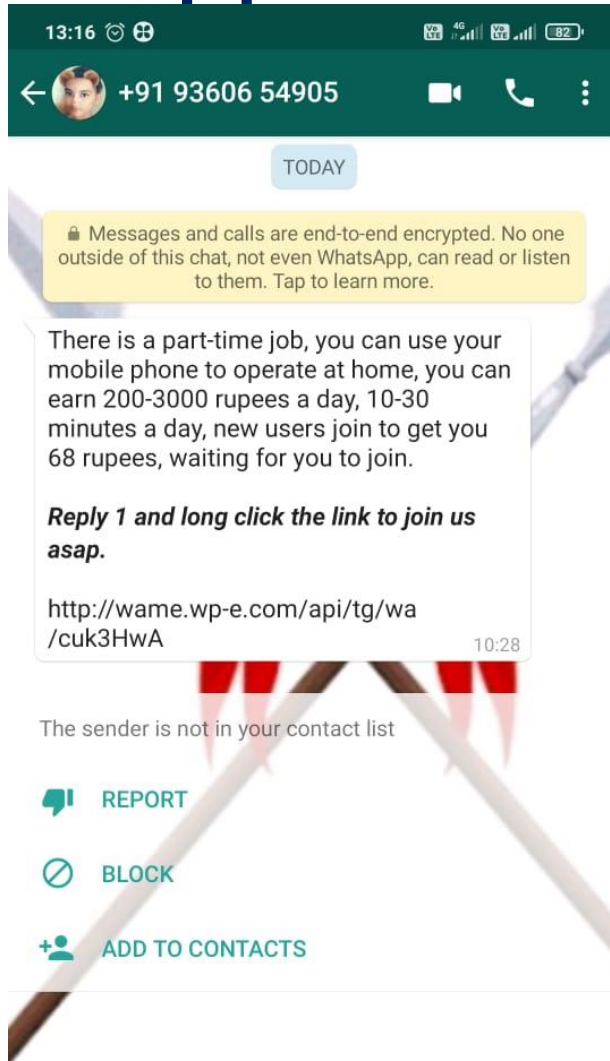 13:16
Vo LTE 4G Vo LTE 82
+91 93606 54905
TODAY
Messages and calls are end-to-end encrypted. No one
outside of this chat, not even WhatsApp, can read or listen
to them. Tap to learn more.
There is a part-time job, you can use your
mobile phone to operate at home, you can
earn 200-3000 rupees a day, 10-30
minutes a day, new users join to get you
68 rupees, waiting for you to join.
Reply 1 and long click the link to join us
asap.
http://wame.wp-e.com/api/tg/wa
/cuk3HwA
10:28
The sender is not in your contact list
REPORT
BLOCK
ADD TO CONTACTS